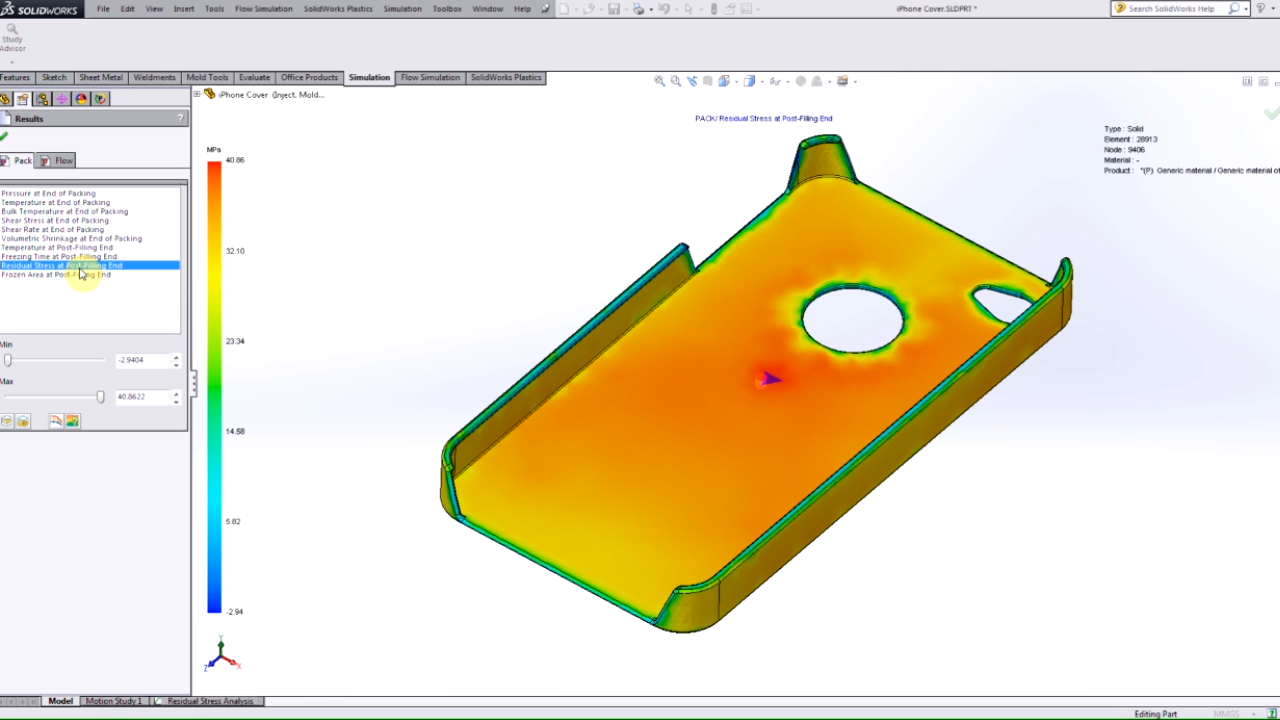 SOLIDWORKS File Edit View Insert Tools Flow Simulation SolidWorks Plastics Simulation Toolbox Window Help iPhone Cover.SLDPRT * Search SolidWorks Help
Study
Advisor
Features Sketch Sheet Metal Weldments Mold Tools Evaluate Office Products Simulation Flow Simulation SolidWorks Plastics
iPhone Cover (Inject. Mold...
Results ?
Pack Flow
Pressure at End of Packing
Temperature at End of Packing
Bulk Temperature at End of Packing
Shear Stress at End of Packing
Shear Rate at End of Packing
Volumetric Shrinkage at End of Packing
Temperature at Post-Filling End
Freezing Time at Post-Filling End
Residual Stress at Post-Filling End
Frozen Area at Post-Filling End
Min
-2.9404
Max
40.8622
MPa
40.86
32.10
23.34
14.58
5.82
-2.94
PACK/ Residual Stress at Post-Filling End
Type : Solid
Element : 28913
Node : 9406
Material : -
Product : "(P) Generic material / Generic material of
Y
Z X
Model Motion Study 1 Residual Stress Analysis
Editing Part MMGS